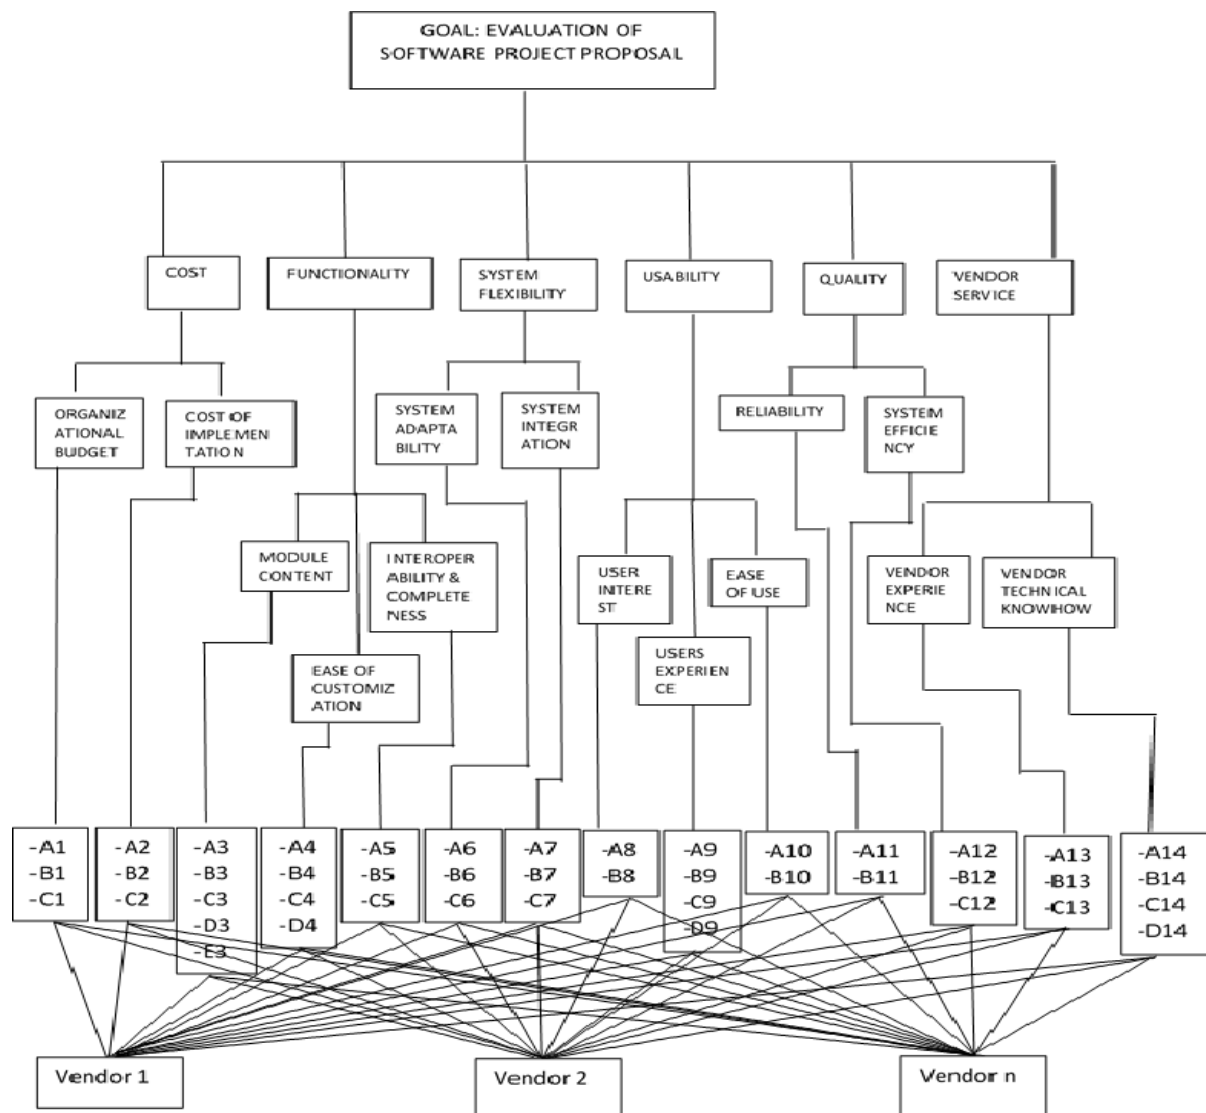 GOAL: EVALUATION OF
SOFTWARE PROJECT PROPOSAL
COST
FUNCTIONALITY
SYSTEM
FLEXIBILITY
USABILITY
QUALITY
VENDOR
SERVICE
ORGANIZ
ATIONAL
BUDGET
COST OF
IMPLEMEN
TATION
SYSTEM
ADAPTA
BILITY
SYSTEM
INTEGR
ATION
RELIABILITY
SYSTEM
EFFICIE
NCY
MODULE
CONTENT
INTEROPER
ABILITY &
COMPLETE
NESS
USER
INTERE
ST
EASE
OF USE
VENDOR
EXPERIE
NCE
VENDOR
TECHNICAL
KNOWHOW
EASE OF
CUSTOMIZ
ATION
USERS
EXPERIEN
CE
-A1
-B1
-C1
-A2
-B2
-C2
-A3
-B3
-C3
-D3
-E3
-A4
-B4
-C4
-D4
-A5
-B5
-C5
-A6
-B6
-C6
-A7
-B7
-C7
-A8
-B8
-A9
-B9
-C9
-D9
-A10
-B10
-A11
-B11
-A12
-B12
-C12
-A13
-B13
-C13
-A14
-B14
-C14
-D14
Vendor 1
Vendor 2
Vendor n